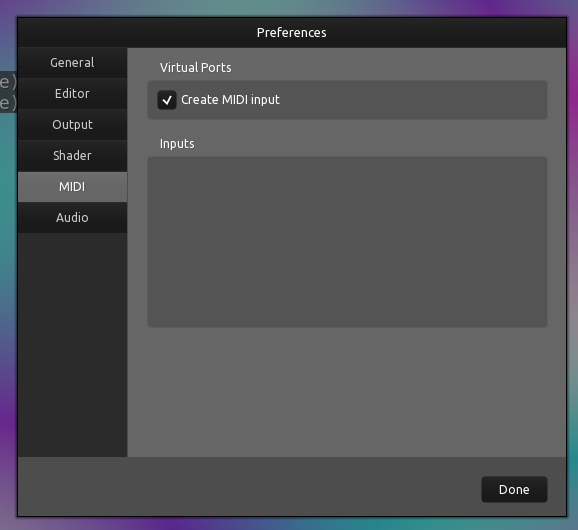 Preferences
General
Editor
Output
Shader
MIDI
Audio
Virtual Ports
Create MIDI input
Inputs
Done
e)
e)